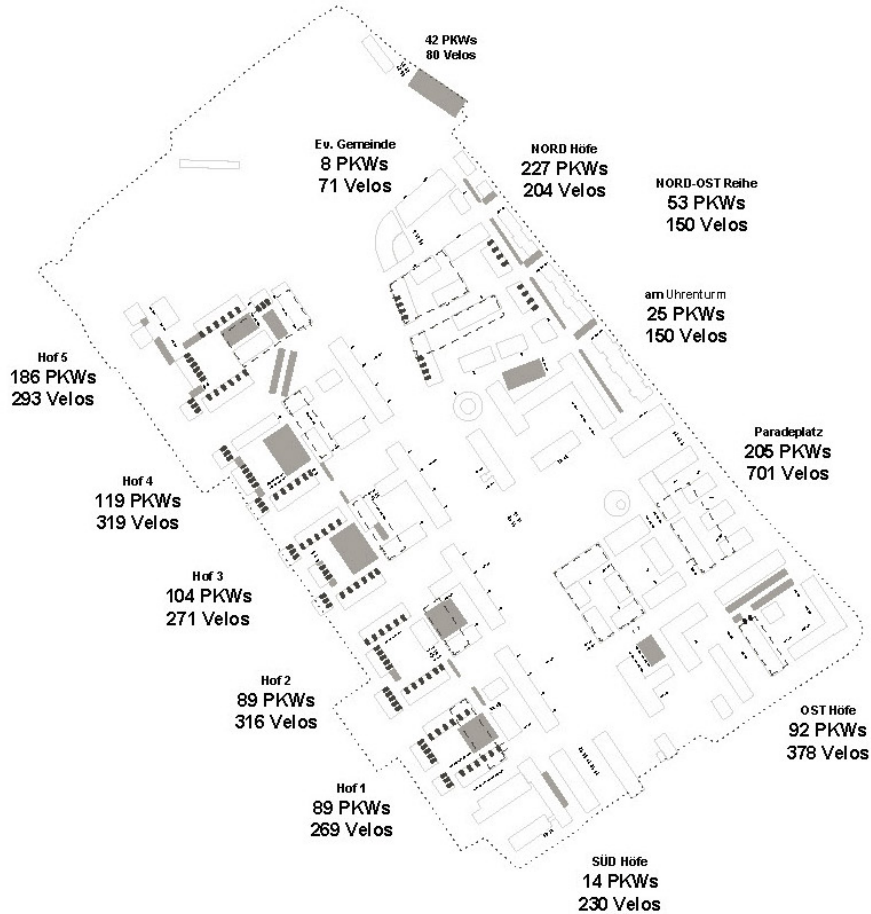 42 PKWs
80 Velos
Ev. Gemeinde
8 PKWs
71 Velos
NORD Höfe
227 PKWs
204 Velos
NORD-OST Reihe
53 PKWs
150 Velos
am Uhrenturm
25 PKWs
150 Velos
Hof 5
186 PKWs
293 Velos
Paradeplatz
205 PKWs
701 Velos
Hof 4
119 PKWs
319 Velos
Hof 3
104 PKWs
271 Velos
Hof 2
89 PKWs
316 Velos
OST Höfe
92 PKWs
378 Velos
Hof 1
89 PKWs
269 Velos
SÜD Höfe
14 PKWs
230 Velos